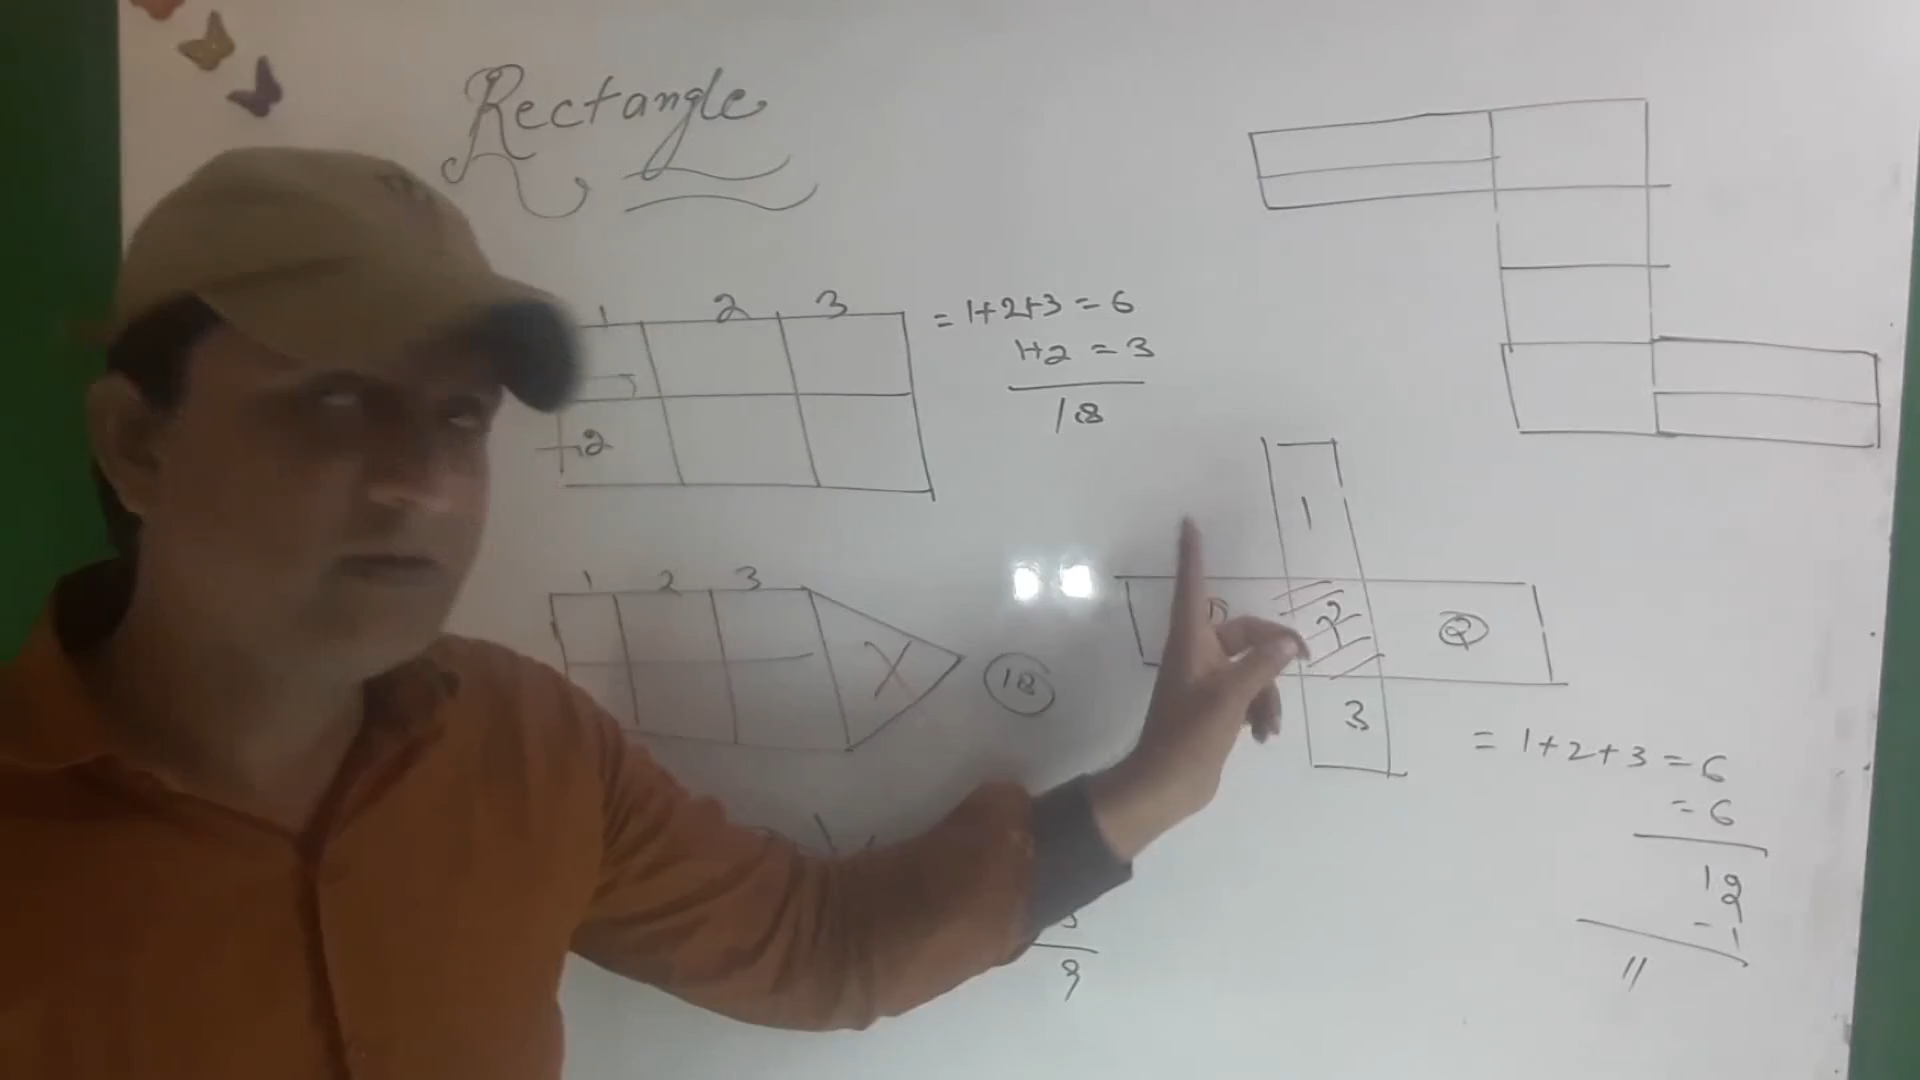 Rectangle
1 2 3
= 1+2+3 = 6
1+2 = 3
18
2
1 2 3
X
18
1
2
2
3
= 1+2+3 = 6
= 6
12
- 1
11
9